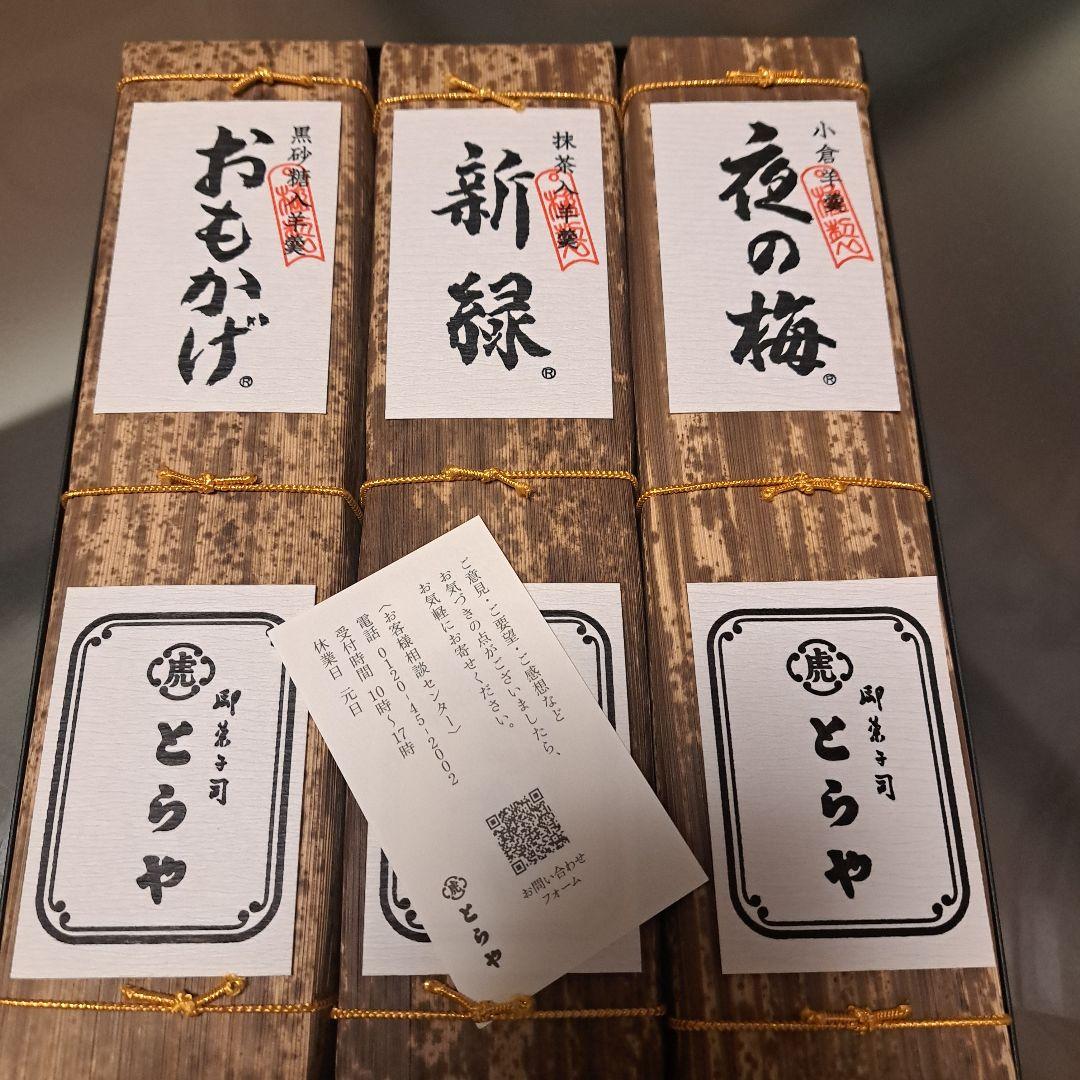 小倉羊羹
夜の梅®
抹茶入羊羹
新緑®
黒砂糖入羊羹
おもかげ®
虎
御菓子司
とらや
ご意見・ご要望・ご感想など
お気づきの点がございましたら、
お気軽にお寄せください。
〈お客様相談センター〉
電話 0120-45-2002
受付時間 10時～17時
休業日 元日
お問い合わせ
フォーム
虎
とらや
虎
御菓子司
とらや